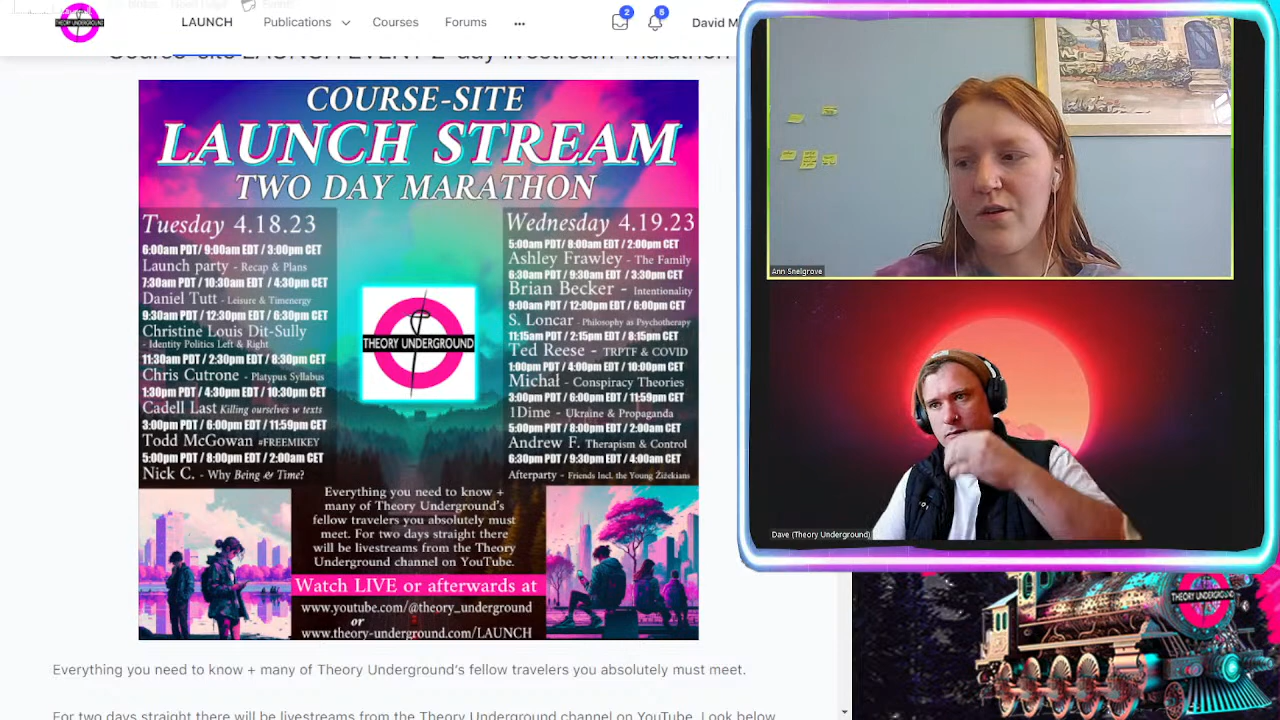 THEORY UNDERGROUND
LAUNCH
Publications
Courses
Forums
...
2
6
David M
Course-site LAUNCH EVENT 2-day livestream marathon
COURSE-SITE
LAUNCH STREAM
TWO DAY MARATHON
Tuesday 4.18.23
6:00am PDT/ 9:00am EDT / 3:00pm CET
Launch party - Recap & Plans
7:30am PDT / 10:30am EDT / 4:30pm CET
Daniel Tutt - Leisure & Timenergy
9:30am PDT / 12:30pm EDT / 6:30pm CET
Christine Louis Dit-Sully
- Identity Politics Left & Right
11:30am PDT / 2:30pm EDT / 8:30pm CET
Chris Cutrone - Platypus Syllabus
1:30pm PDT / 4:30pm EDT / 10:30pm CET
Cadell Last Killing ourselves w texts
3:00pm PDT / 6:00pm EDT / 11:59pm CET
Todd McGowan #FREEMIKEY
5:00pm PDT / 8:00pm EDT / 2:00am CET
Nick C. - Why Being & Time?
Wednesday 4.19.23
5:00am PDT/ 8:00am EDT / 2:00pm CET
Ashley Frawley - The Family
6:30am PDT / 9:30am EDT / 3:30pm CET
Brian Becker - Intentionality
9:00am PDT / 12:00pm EDT / 6:00pm CET
S. Loncar - Philosophy as Psychotherapy
11:15am PDT / 2:15pm EDT / 8:15pm CET
Ted Reese - TRPTF & COVID
1:00pm PDT / 4:00pm EDT / 10:00pm CET
Michał - Conspiracy Theories
3:00pm PDT / 6:00pm EDT / 11:59pm CET
1Dime - Ukraine & Propaganda
5:00pm PDT / 8:00pm EDT / 2:00am CET
Andrew F. Therapism & Control
6:30pm PDT / 9:30pm EDT / 4:00am CET
Afterparty - Friends Incl. the Young Žižekians
THEORY UNDERGROUND
Everything you need to know +
many of Theory Underground's
fellow travelers you absolutely must
meet. For two days straight there
will be livestreams from the Theory
Underground channel on YouTube.
Watch LIVE or afterwards at
www.youtube.com/@theory_underground
or
www.theory-underground.com/LAUNCH
Everything you need to know + many of Theory Underground's fellow travelers you absolutely must meet.
For two days straight there will be livestreams from the Theory Underground channel on YouTube. Look below
Ann Snelgrove
Dave (Theory Underground)
THEORY UNDERGROUND